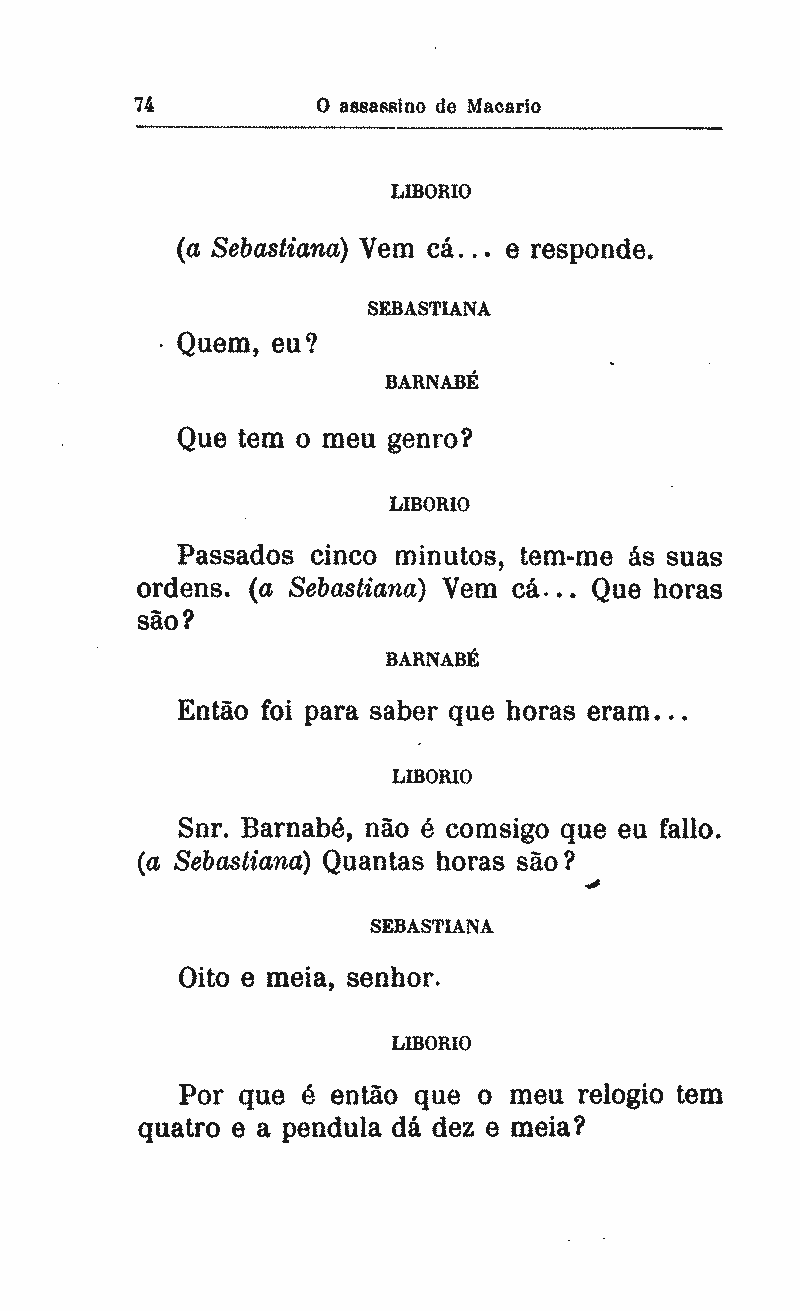 74 O assassino de Macario
LIBORIO
(a Sebastiana) Vem cá... e responde.
SEBASTIANA
Quem, eu?
BARNABÉ
Que tem o meu genro?
LIBORIO
Passados cinco minutos, tem-me ás suas
ordens. (a Sebastiana) Vem cá... Que horas
são?
BARNABÉ
Então foi para saber que horas eram...
LIBORIO
Snr. Barnabé, não é comsigo que eu fallo.
(a Sebastiana) Quantas horas são?
SEBASTIANA
Oito e meia, senhor.
LIBORIO
Por que é então que o meu relogio tem
quatro e a pendula dá dez e meia?